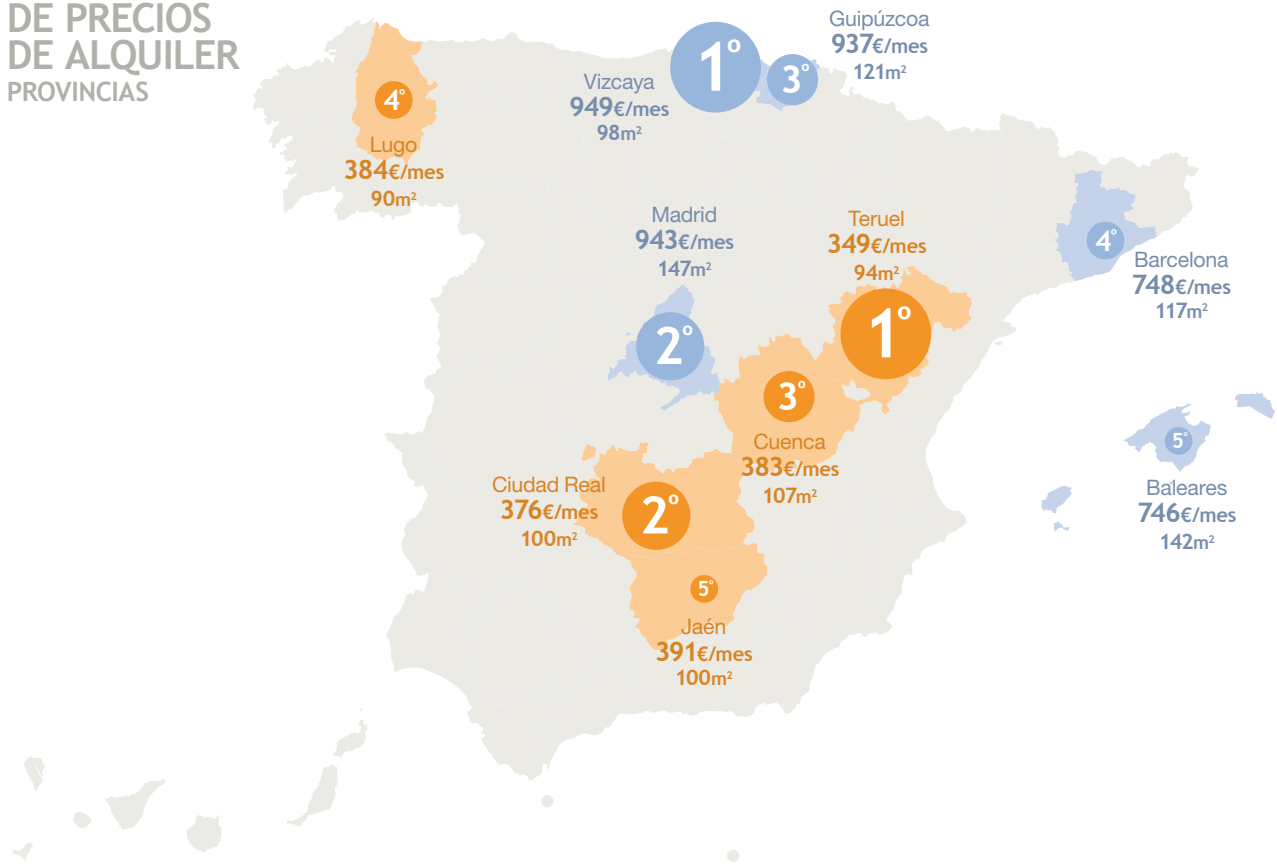 DE PRECIOS
DE ALQUILER
PROVINCIAS
Guipúzcoa
937€/mes
121m²
1º
3º
Vizcaya
949€/mes
98m²
4º
Lugo
384€/mes
90m²
Madrid
943€/mes
147m²
2º
Teruel
349€/mes
94m²
1º
4º
Barcelona
748€/mes
117m²
3º
Cuenca
383€/mes
107m²
5º
Baleares
746€/mes
142m²
Ciudad Real
376€/mes
100m²
2º
5º
Jaén
391€/mes
100m²